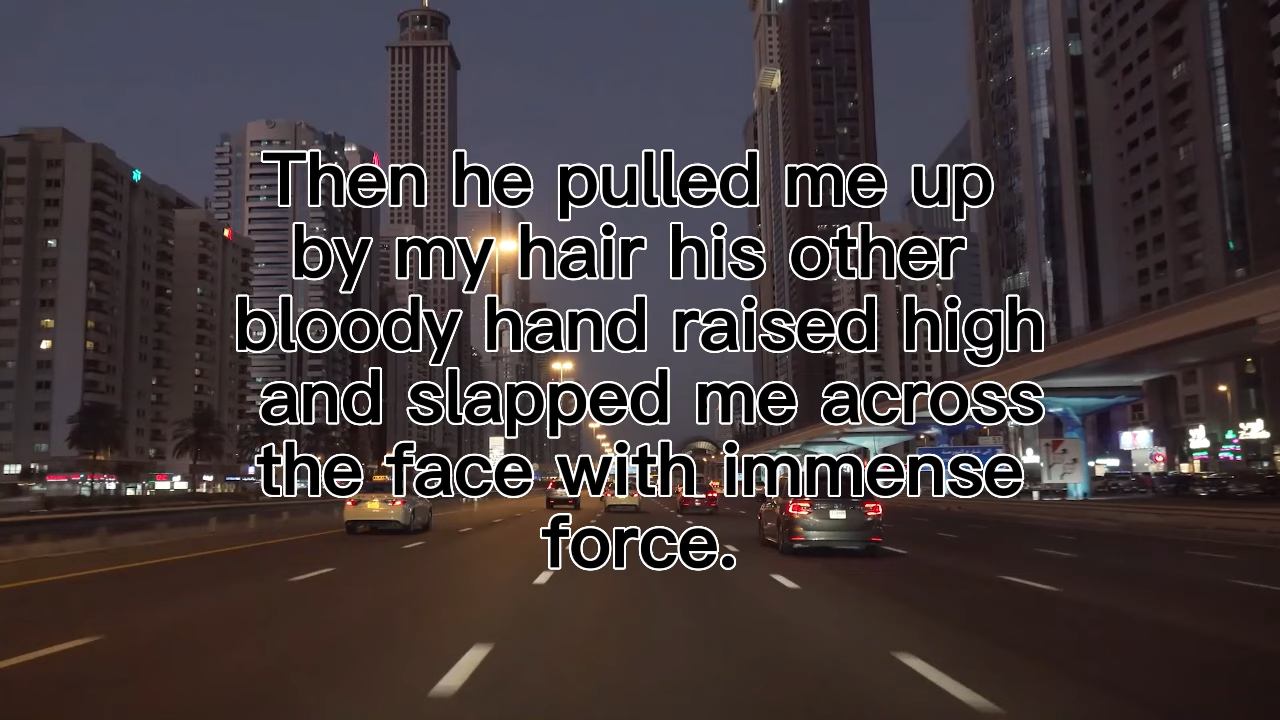 Then he pulled me up
by my hair his other
bloody hand raised high
and slapped me across
the face with immense
force.